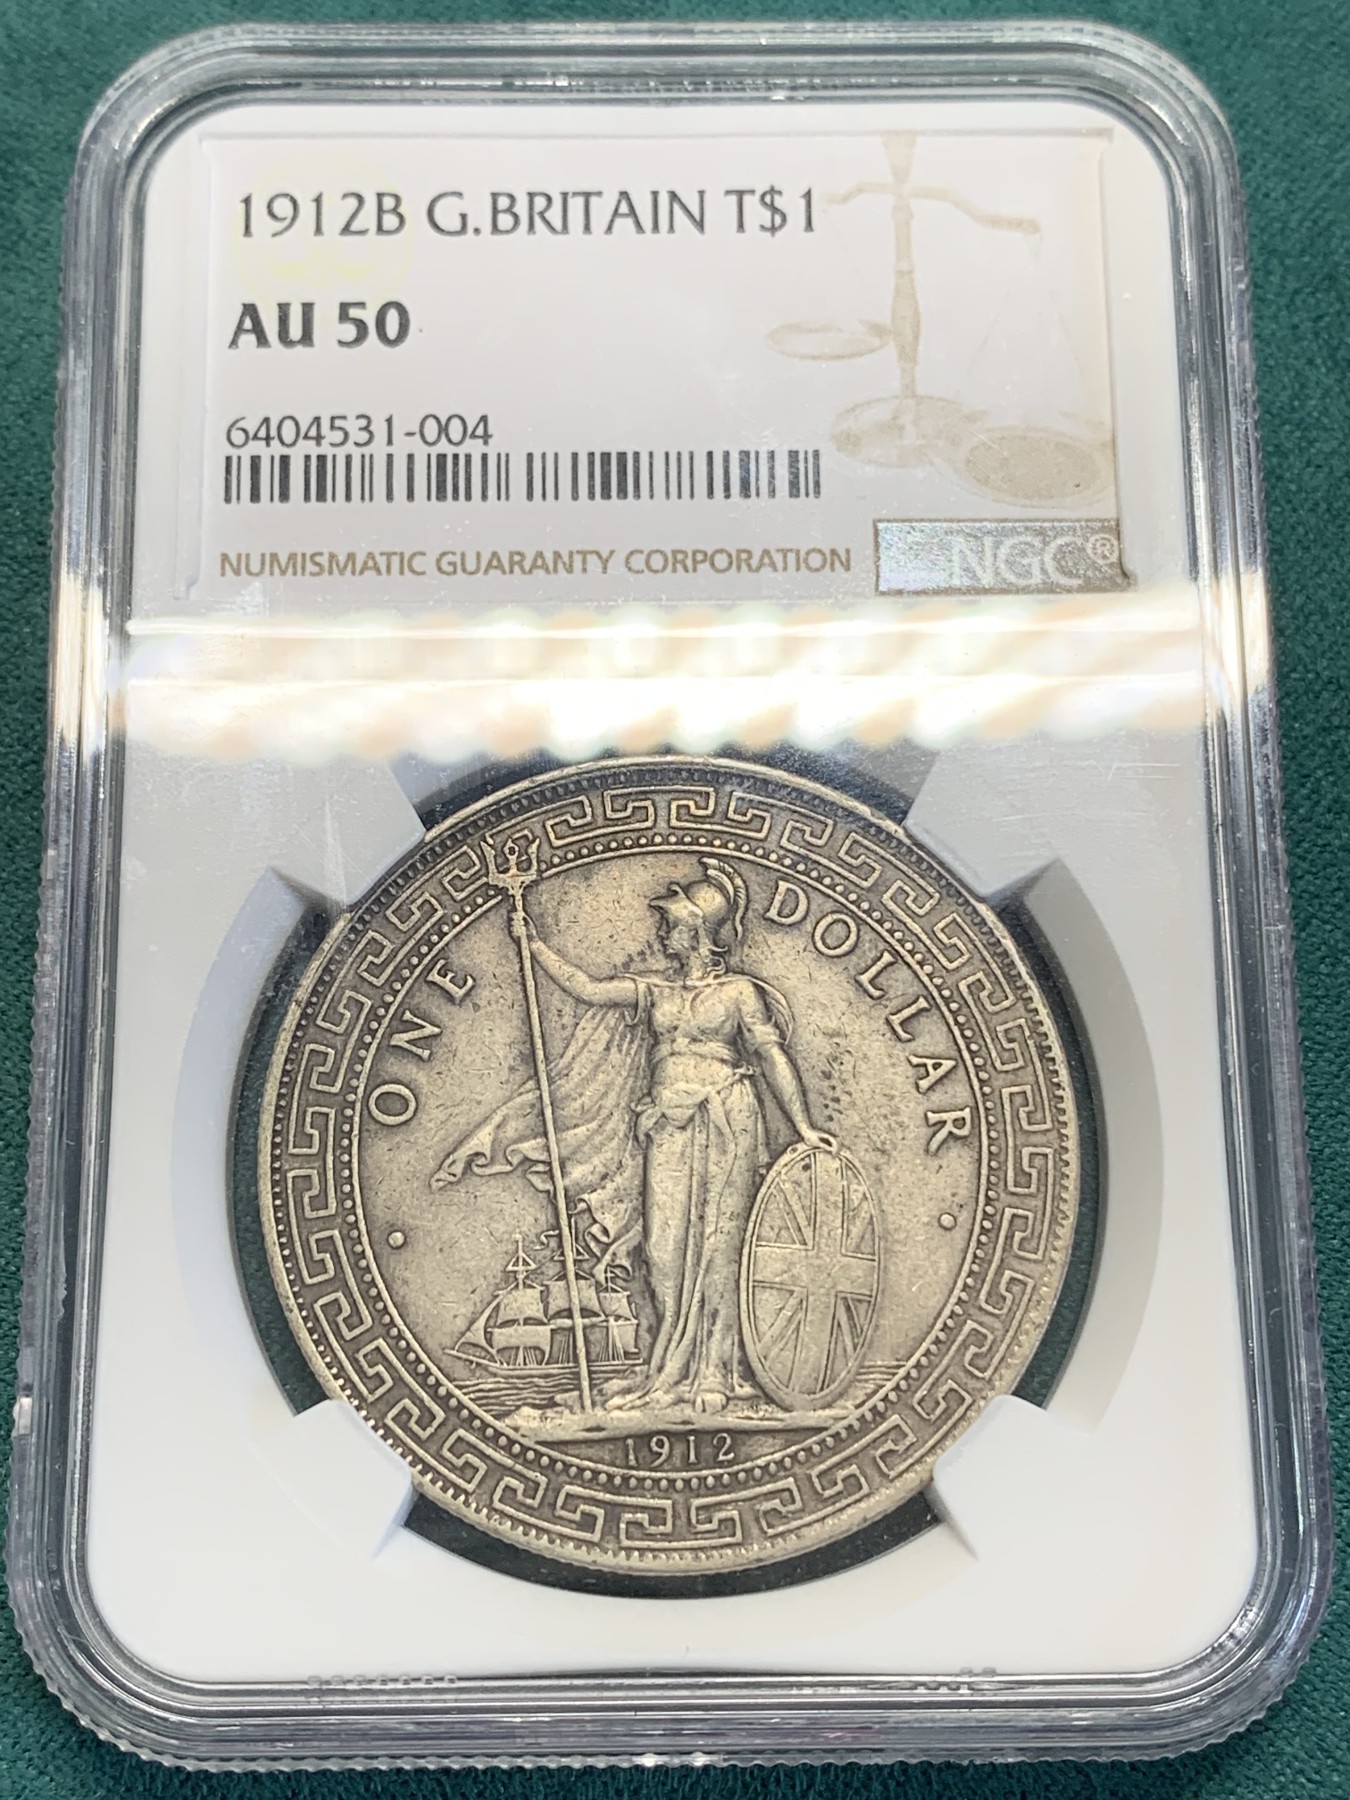 1912B G.BRITAIN T$1
AU 50
6404531-004
NUMISMATIC GUARANTY CORPORATION
NGC®
ONE DOLLAR
1912